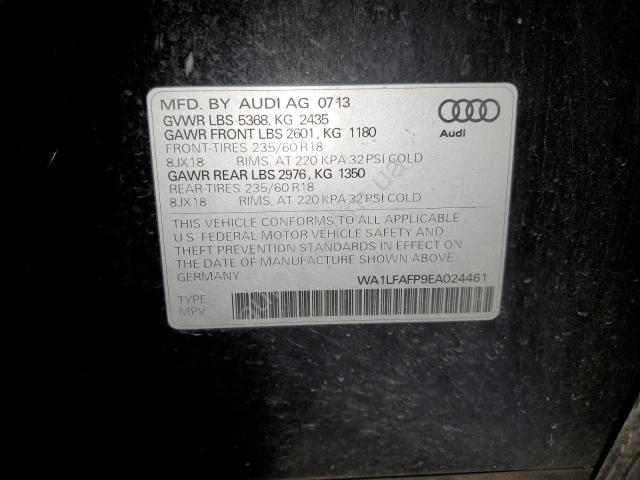 MFD. BY AUDI AG 0713
GVWR LBS 5368, KG 2435
GAWR FRONT LBS 2601, KG 1180
FRONT-TIRES 235/60 R18
8JX18 RIMS, AT 220 KPA 32 PSI COLD
GAWR REAR LBS 2976, KG 1350
REAR-TIRES 235/60 R18
8JX18 RIMS, AT 220 KPA 32 PSI COLD
Audi
THIS VEHICLE CONFORMS TO ALL APPLICABLE
U.S. FEDERAL MOTOR VEHICLE SAFETY AND
THEFT PREVENTION STANDARDS IN EFFECT ON
THE DATE OF MANUFACTURE SHOWN ABOVE
GERMANY
WA1LFAFP9EA024461
TYPE
MPV